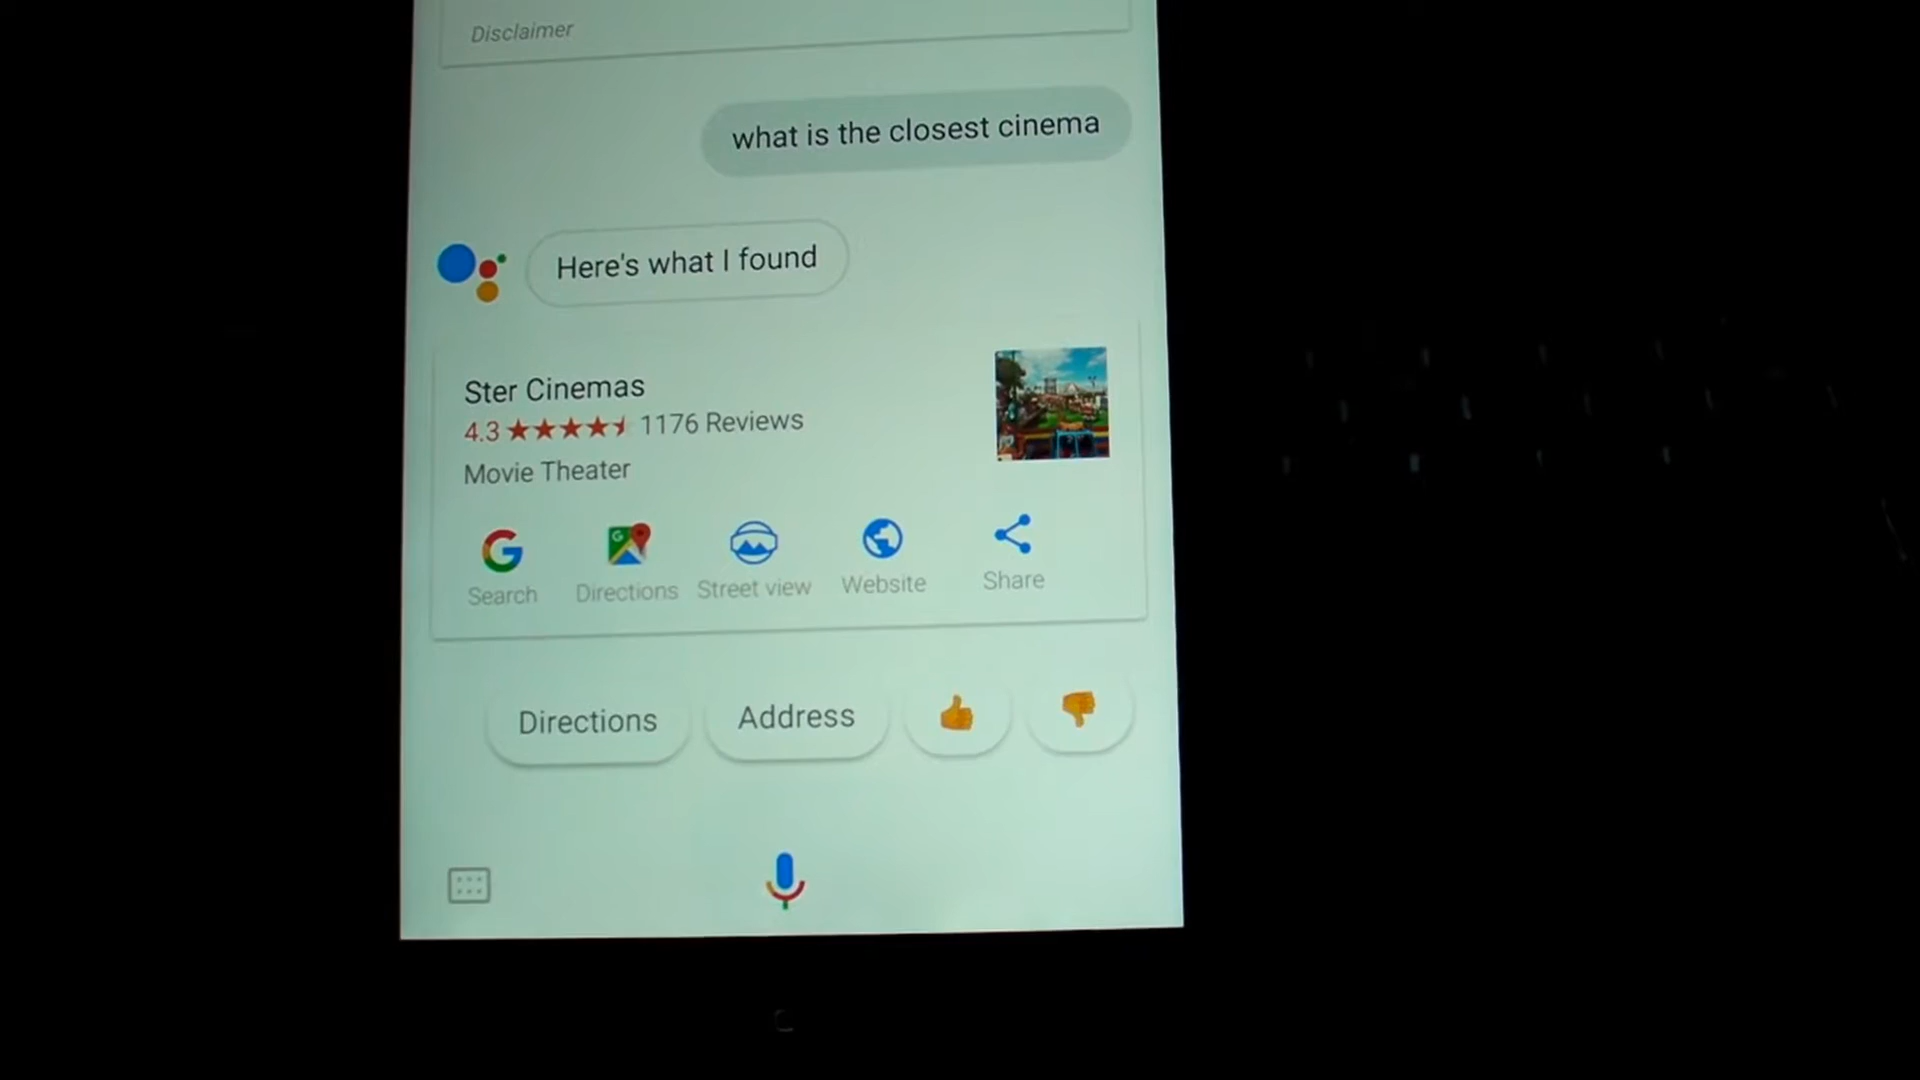 Disclaimer
what is the closest cinema
Here's what I found
Ster Cinemas
4.3 1176 Reviews
Movie Theater
Search Directions Street view Website Share
Directions Address